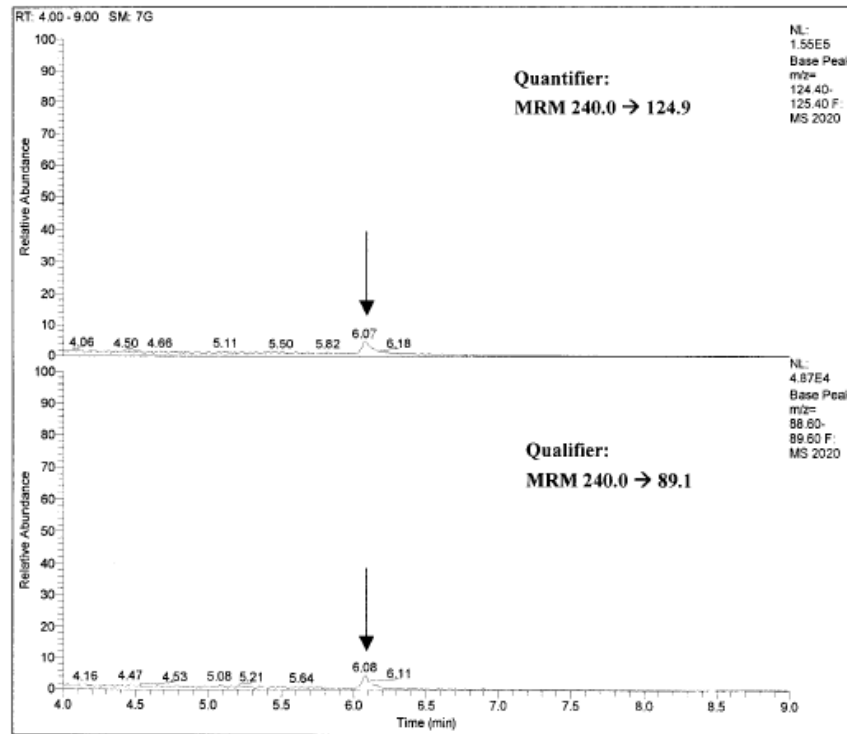 RT: 4.00 - 9.00 SM: 7G
NL:
1.55E5
Base Peak
m/z=
124.40-
125.40 F:
MS 2020
Quantifier:
MRM 240.0 → 124.9
Relative Abundance
100
90
80
70
60
50
40
30
20
10
0
4.06 4.50 4.66 5.11 5.50 5.82 6.07 6.18
NL:
4.87E4
Base Peak
m/z=
88.60-
89.60 F:
MS 2020
Qualifier:
MRM 240.0 → 89.1
Relative Abundance
100
90
80
70
60
50
40
30
20
10
0
4.16 4.47 4.53 5.08 5.21 5.64 6.08 6.11
4.0 4.5 5.0 5.5 6.0 6.5 7.0 7.5 8.0 8.5 9.0
Time (min)